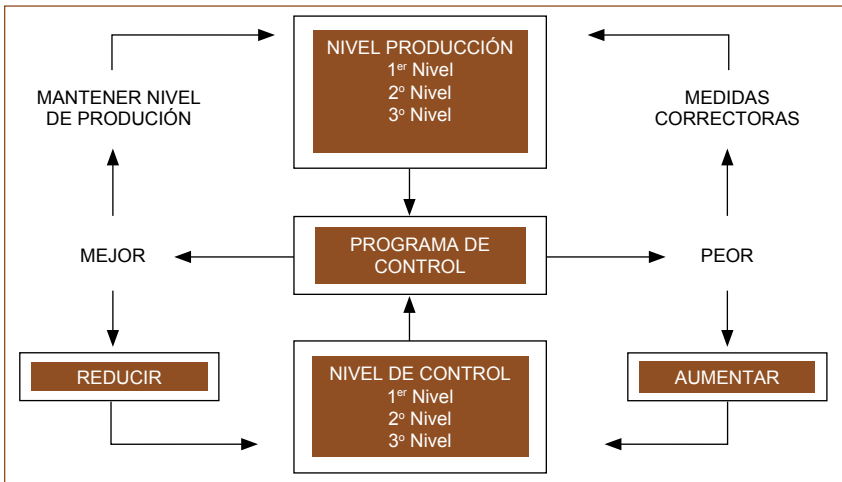 NIVEL PRODUCCIÓN
1er Nivel
2o Nivel
3o Nivel
MANTENER NIVEL
DE PRODUCIÓN
MEDIDAS
CORRECTORAS
MEJOR
PROGRAMA DE
CONTROL
PEOR
REDUCIR
NIVEL DE CONTROL
1er Nivel
2o Nivel
3o Nivel
AUMENTAR